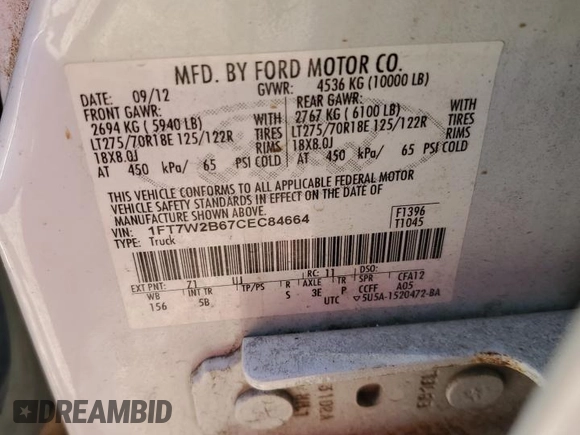 MFD. BY FORD MOTOR CO.
DATE: 09/12 GVWR: 4536 KG (10000 LB)
FRONT GAWR: REAR GAWR:
2694 KG ( 5940 LB) WITH 2767 KG ( 6100 LB) WITH
LT275/70R18E 125/122R TIRES LT275/70R18E 125/122R TIRES
18X8.0J RIMS 18X8.0J RIMS
AT 450 kPa/ 65 PSI COLD AT 450 kPa/ 65 PSI COLD
THIS VEHICLE CONFORMS TO ALL APPLICABLE FEDERAL MOTOR
VEHICLE SAFETY STANDARDS IN EFFECT ON THE DATE OF
MANUFACTURE SHOWN ABOVE.
VIN: 1FT7W2B67CEC84664 F1396
TYPE: Truck T1045
EXT PNT: Z1 UJ RC: 11 DSO:
WB INT TR TP/PS R AXLE TR SPR CFA12
156 5B S 3E P CCFF A05
UTC 5U5A-1520472-BA
DREAMBID